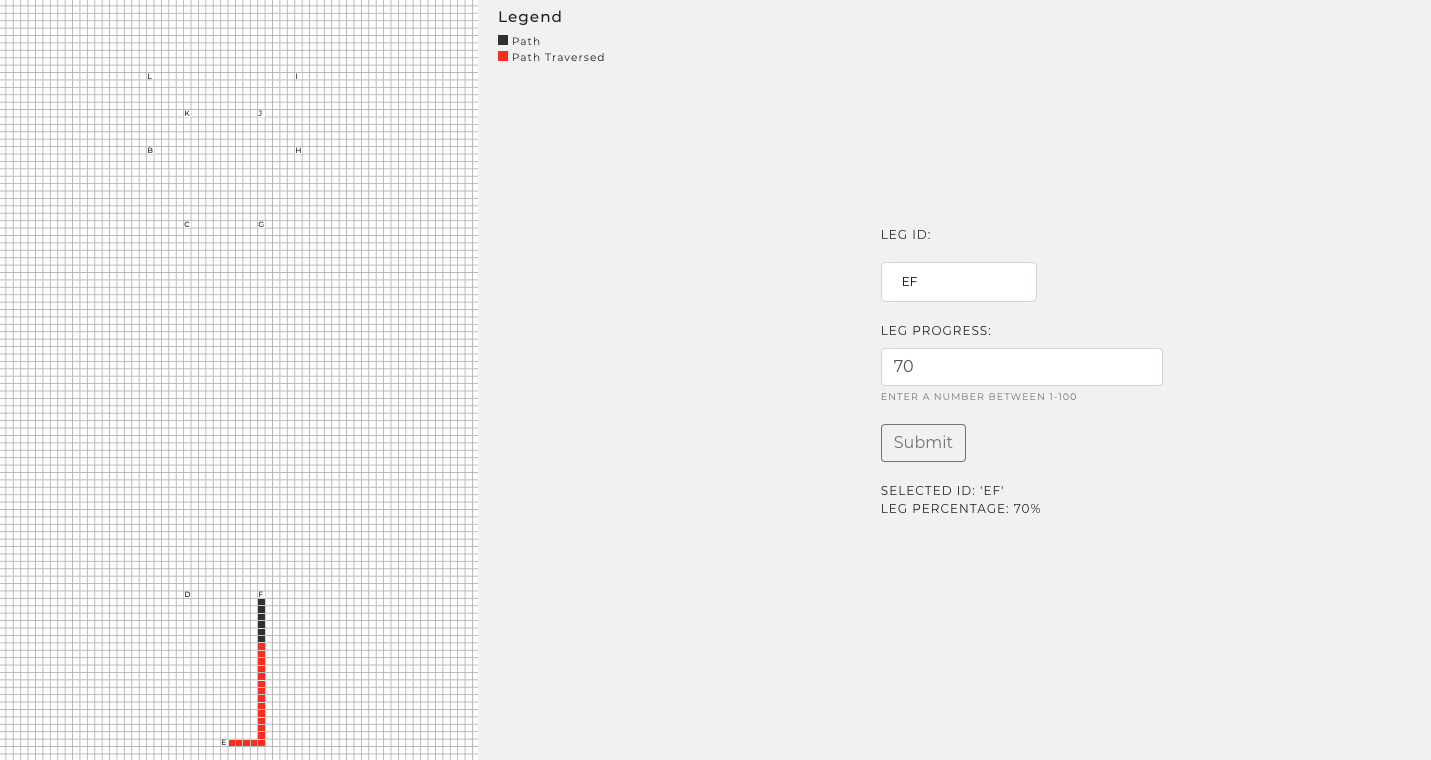 Legend
Path
Path Traversed
L
I
K
J
B
H
C
G
D
F
E
LEG ID:
EF
LEG PROGRESS:
70
ENTER A NUMBER BETWEEN 1-100
Submit
SELECTED ID: 'EF'
LEG PERCENTAGE: 70%